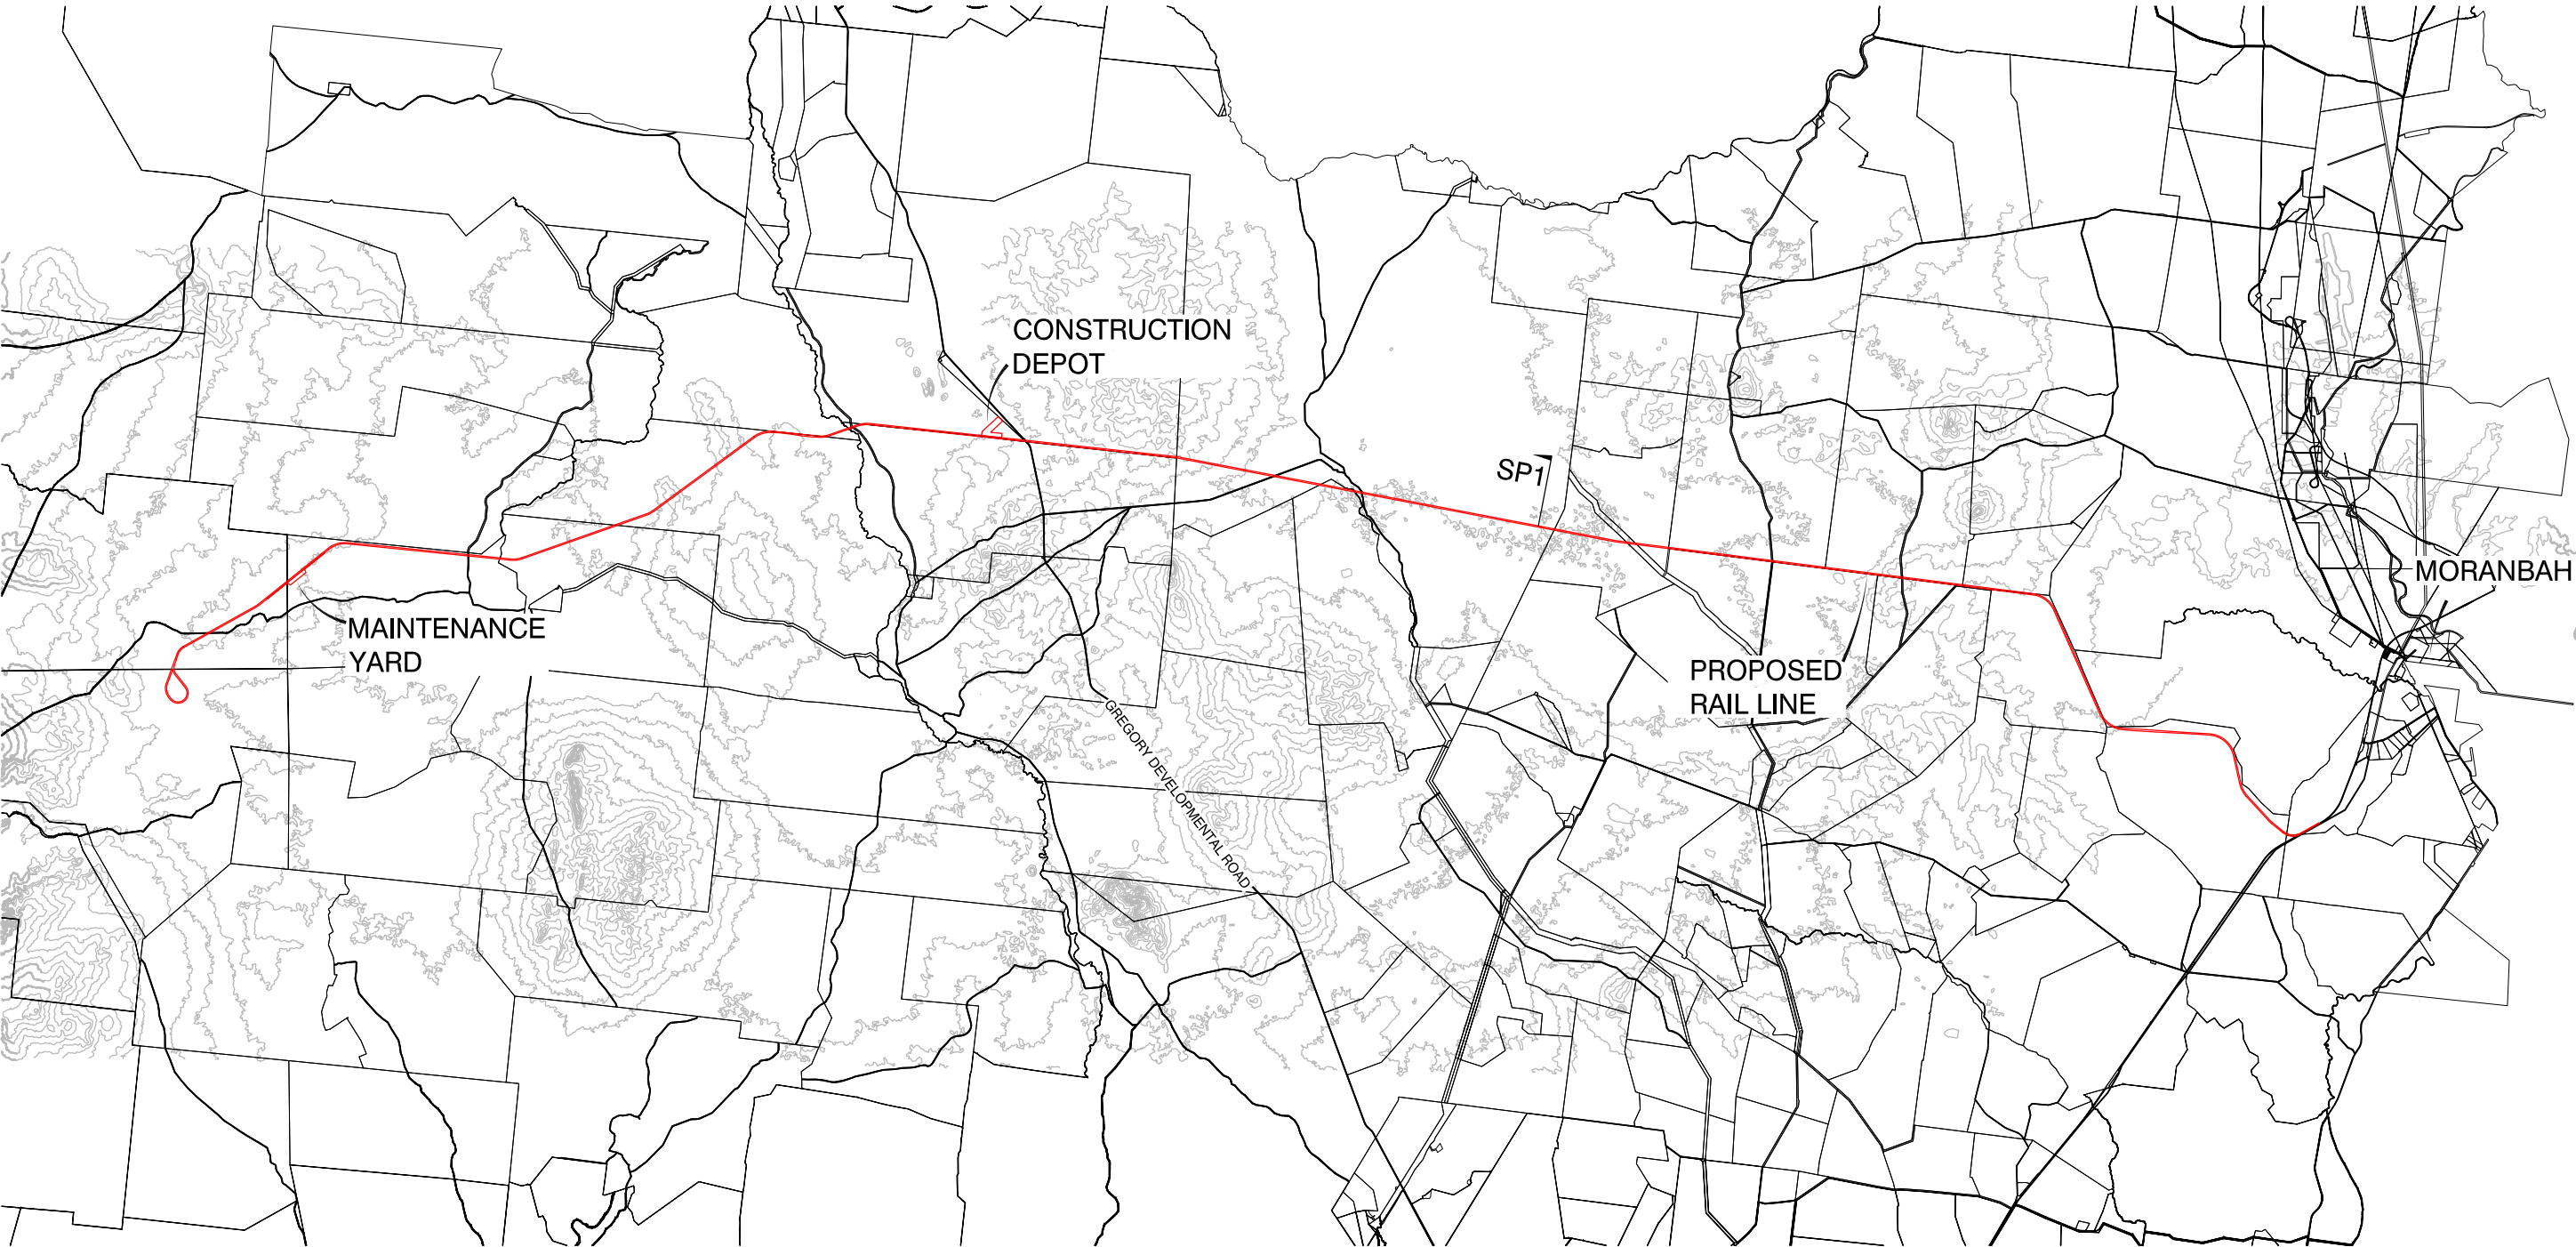 CONSTRUCTION
DEPOT
SP1
MORANBAH
MAINTENANCE
YARD
PROPOSED
RAIL LINE
GREGORY DEVELOPMENTAL ROAD